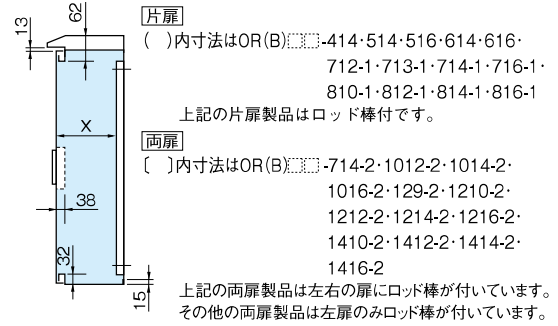 13
62
X
38
32
15
片扉
(　)内寸法はOR(B)□□-414･514･516･614･616･
712-1･713-1･714-1･716-1･
810-1･812-1･814-1･816-1
上記の片扉製品はロッド棒付です。
両扉
〔　〕内寸法はOR(B)□□-714-2･1012-2･1014-2･
1016-2･129-2･1210-2･
1212-2･1214-2･1216-2･
1410-2･1412-2･1414-2･
1416-2
上記の両扉製品は左右の扉にロッド棒が付いています。
その他の両扉製品は左扉のみロッド棒が付いています。